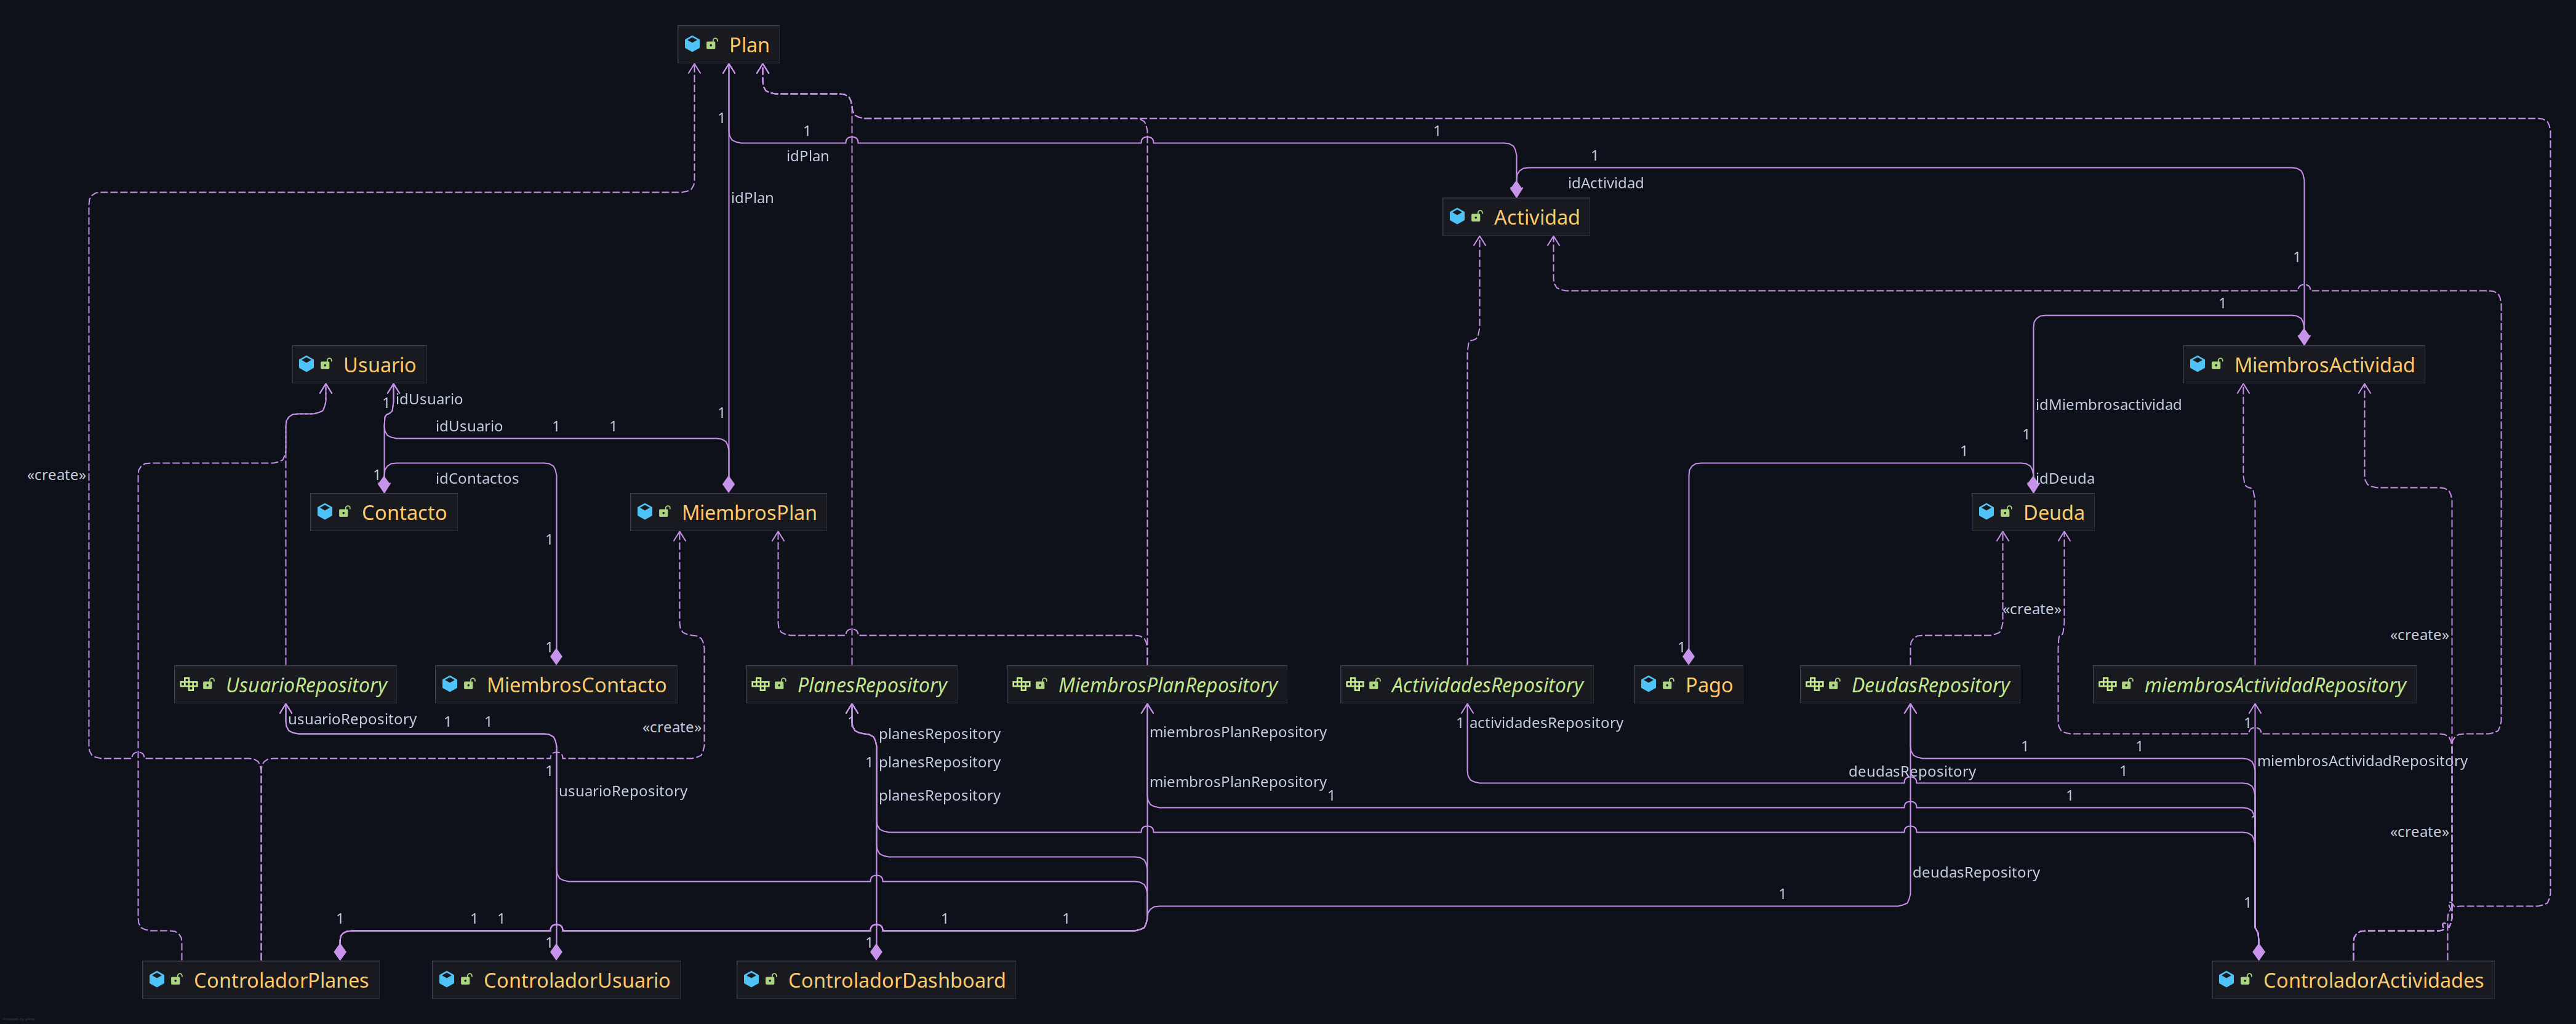 Plan
1
1
1
idPlan
1
idActividad
idPlan
Actividad
1
1
Usuario
MiembrosActividad
1
idUsuario
idMiembrosactividad
1
idUsuario
1
1
1
1
1
idContactos
idDeuda
«create»
Contacto
MiembrosPlan
Deuda
1
«create»
«create»
1
1
UsuarioRepository
MiembrosContacto
PlanesRepository
MiembrosPlanRepository
ActividadesRepository
Pago
DeudasRepository
miembrosActividadRepository
usuarioRepository
1
1
«create»
1
planesRepository
miembrosPlanRepository
1
actividadesRepository
1
1
1
1
planesRepository
miembrosActividadRepository
1
deudasRepository
1
usuarioRepository
planesRepository
miembrosPlanRepository
1
1
«create»
deudasRepository
1
1
1
1
1
1
1
1
1
1
ControladorPlanes
ControladorUsuario
ControladorDashboard
ControladorActividades